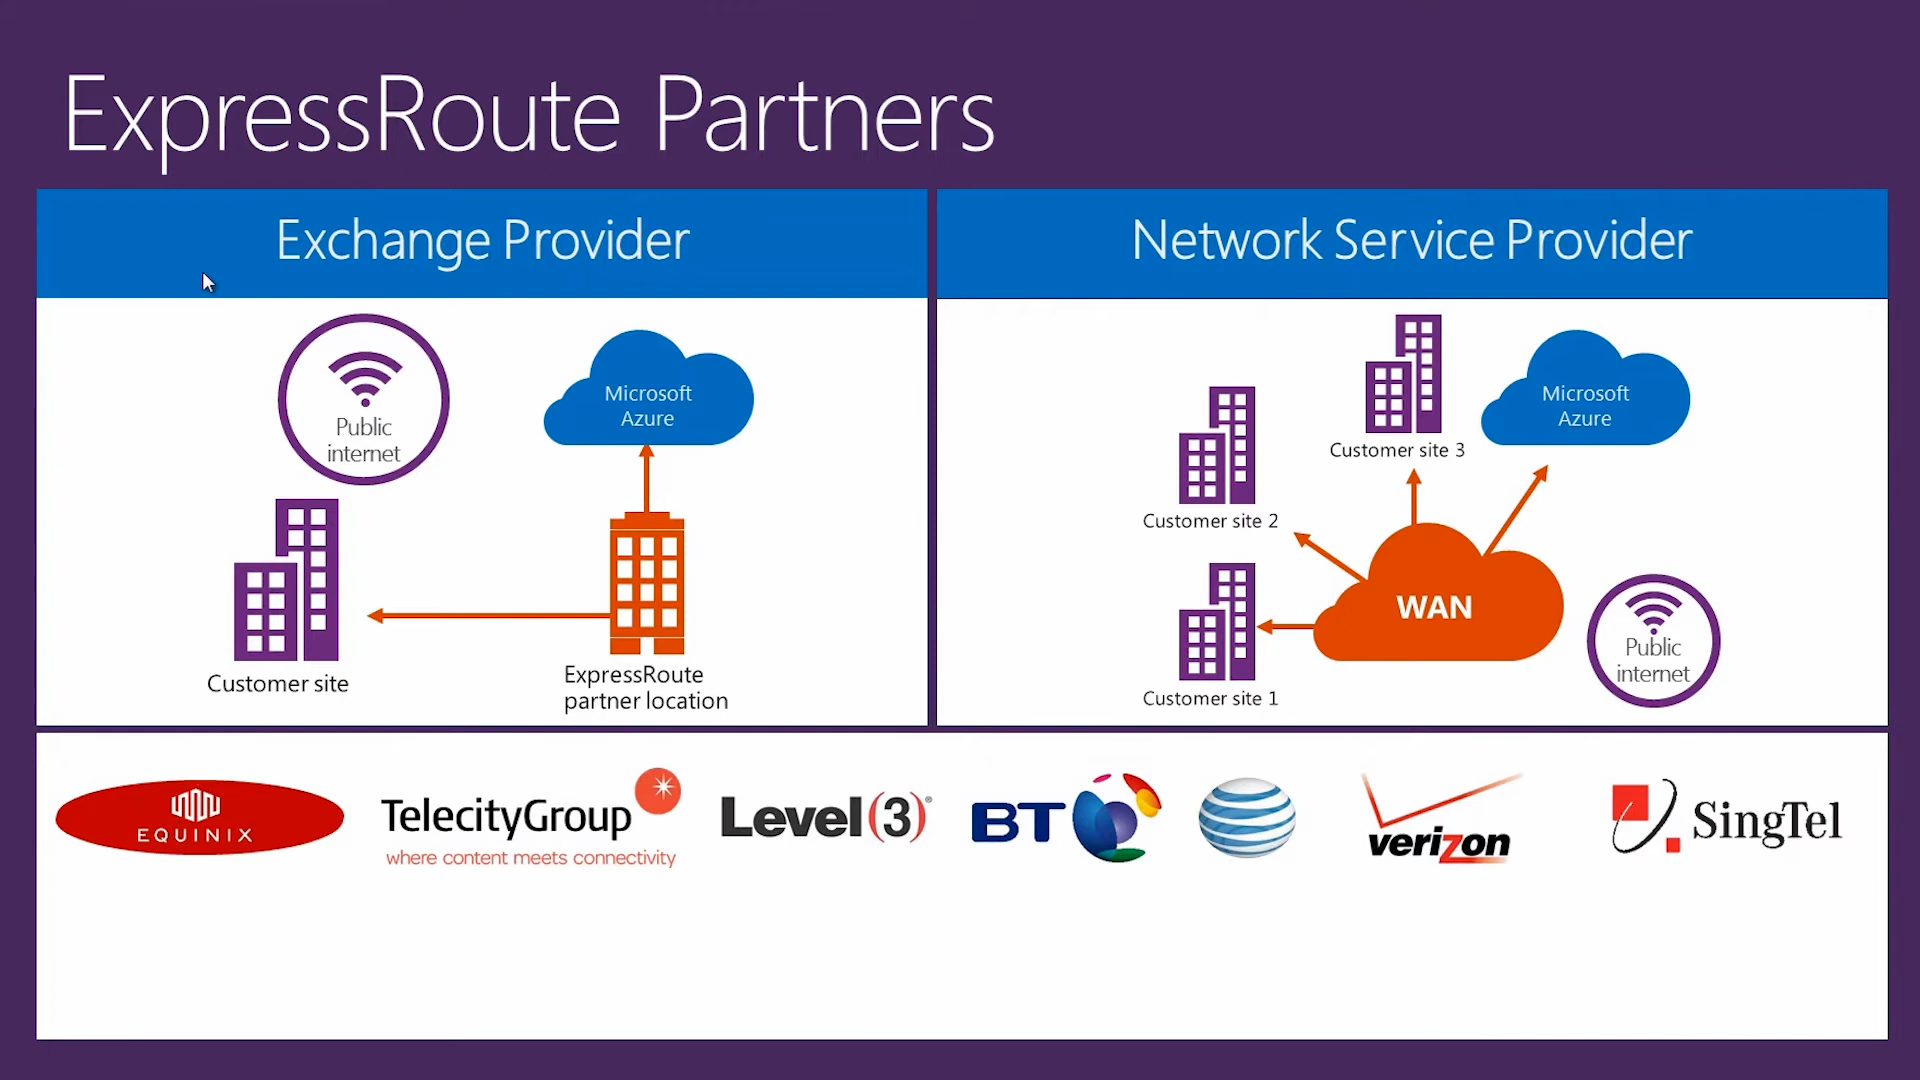 ExpressRoute Partners
Exchange Provider
Public
internet
Microsoft
Azure
Customer site
ExpressRoute
partner location
Network Service Provider
Customer site 3
Microsoft
Azure
Customer site 2
WAN
Customer site 1
Public
internet
EQUINIX
TelecityGroup
where content meets connectivity
Level(3)®
BT
verizon
SingTel